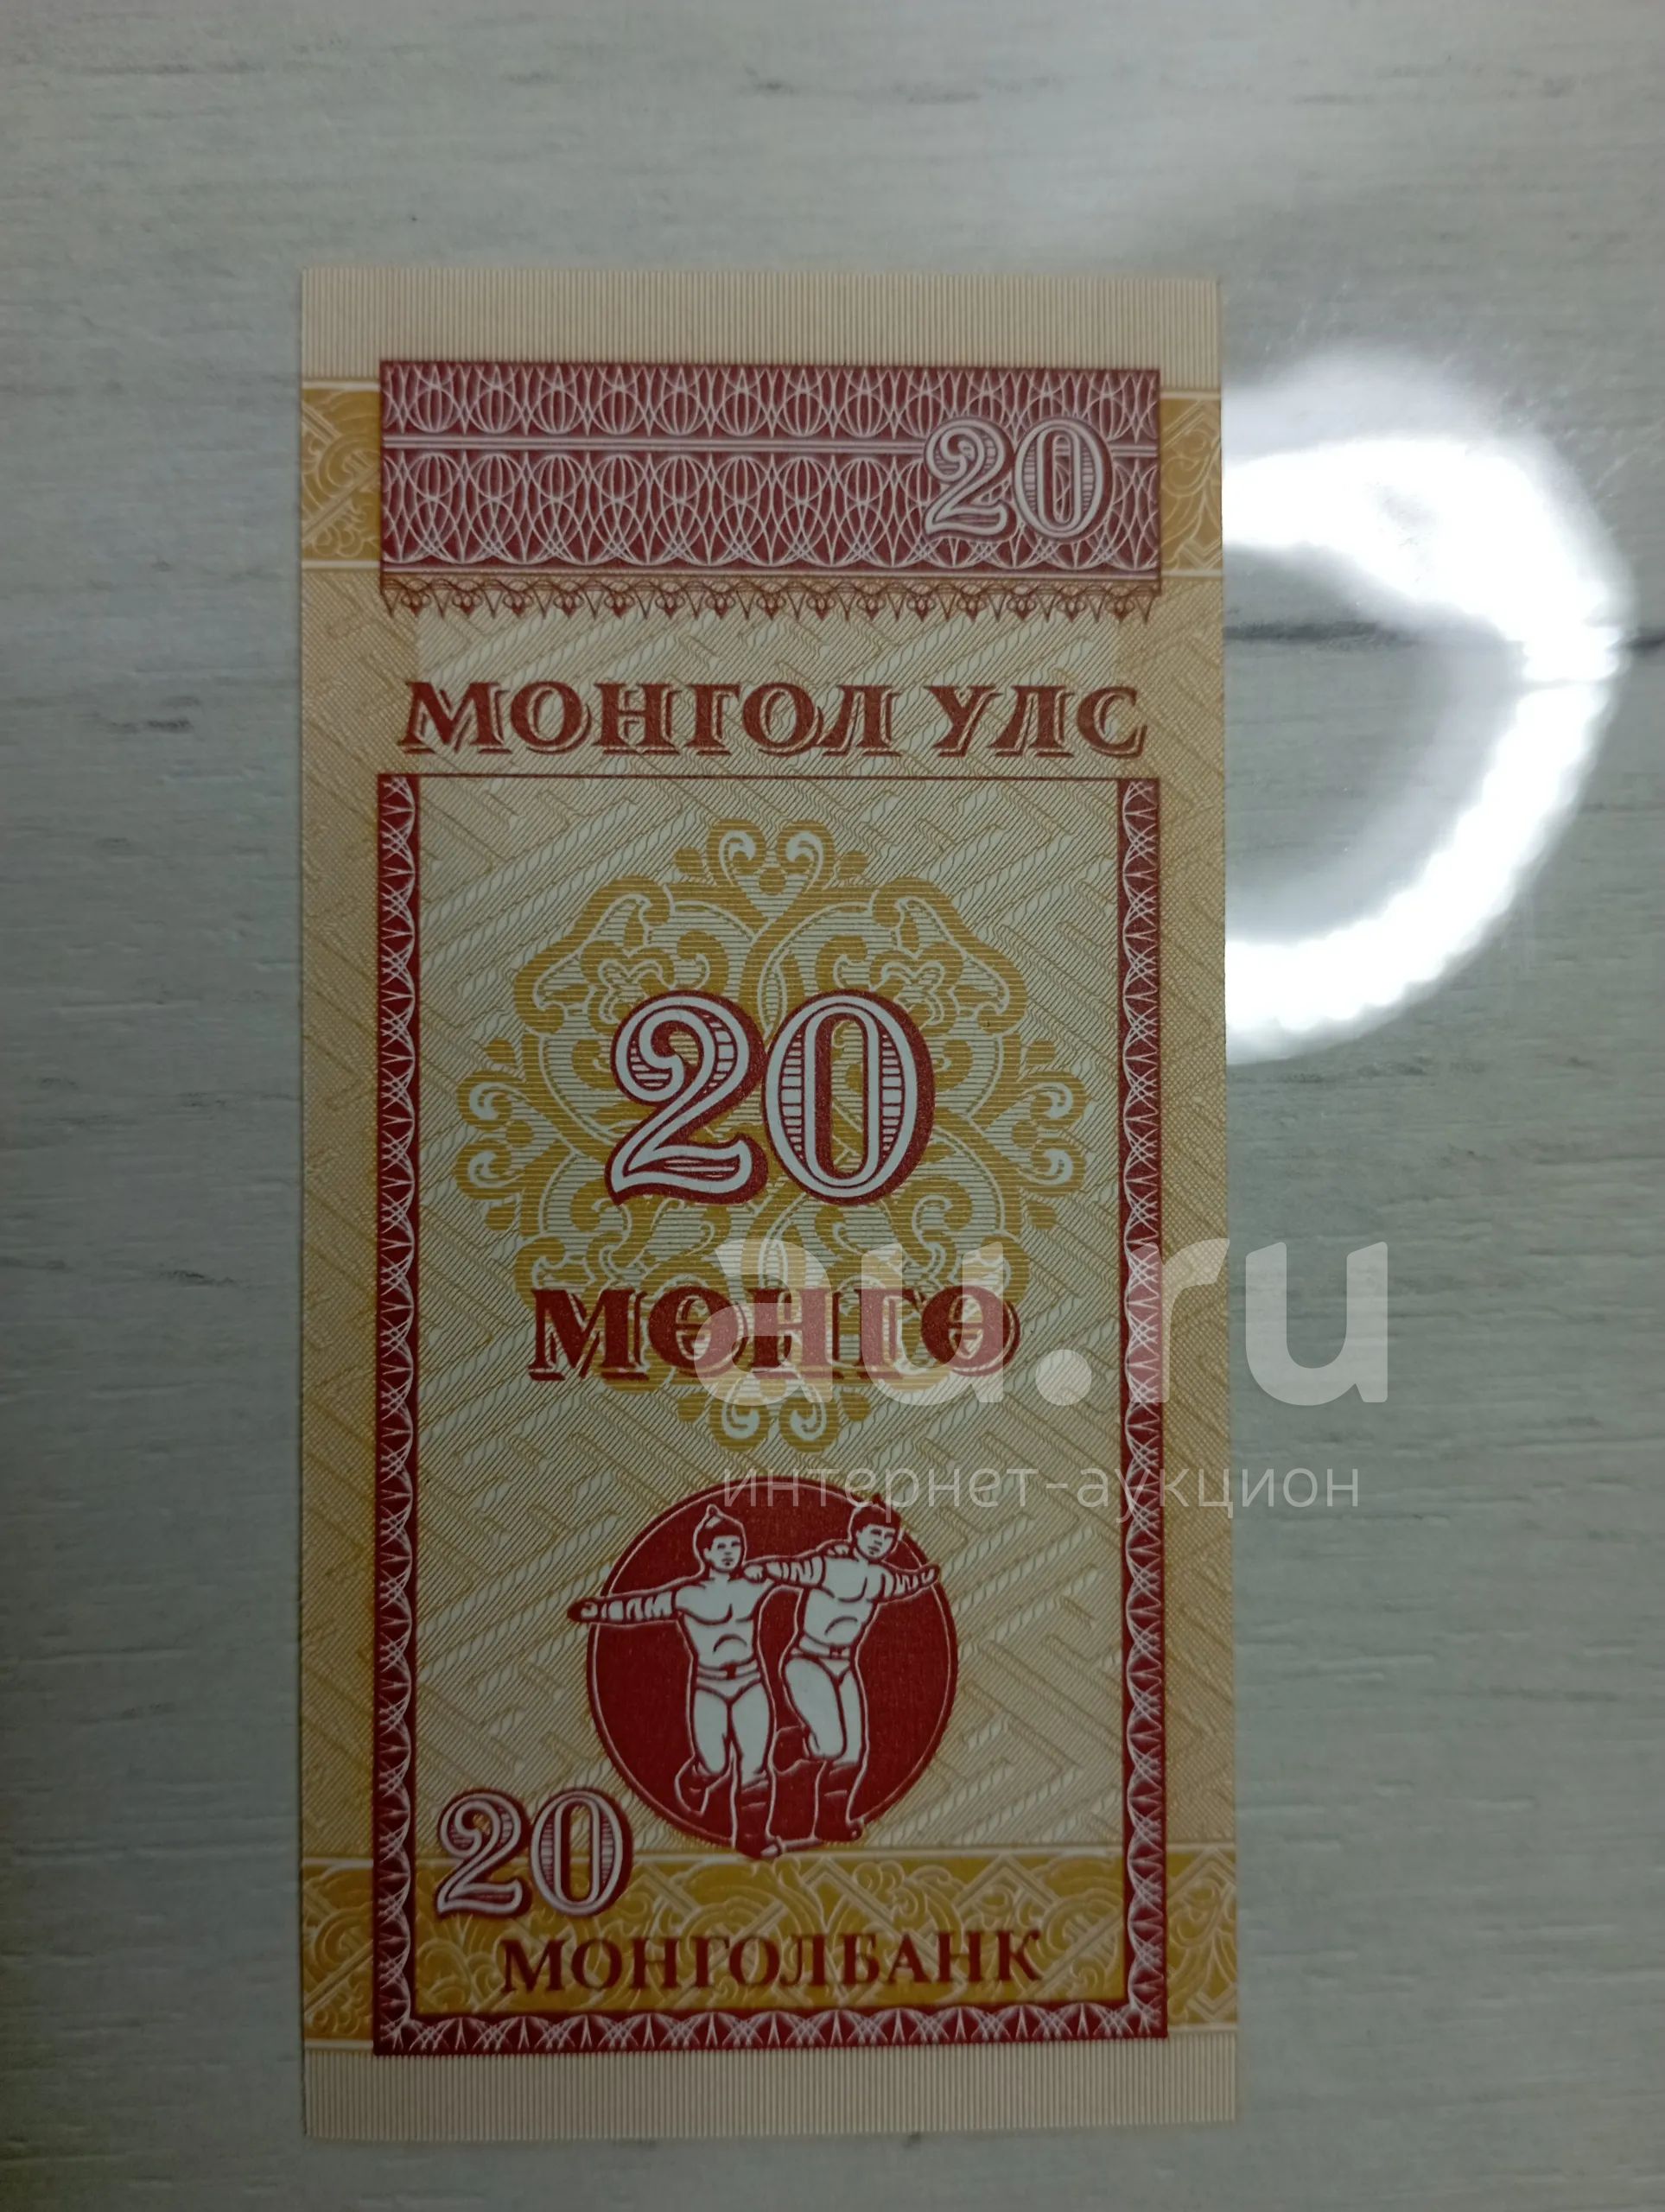 20
МОНГОЛ УЛС
20
МӨНГӨ
au.ru
интернет-аукцион
20
МОНГОЛБАНК